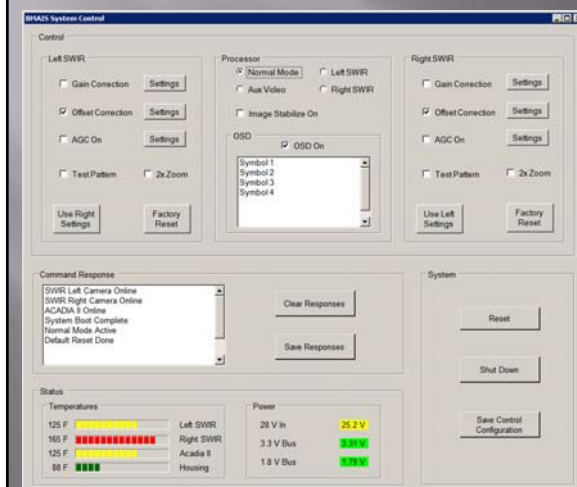 BMAIS System Control
Control
Left SWIR
Gain Correction
Settings
Offset Correction
Settings
AGC On
Settings
Test Pattern
2x Zoom
Use Right
Settings
Factory
Reset
Processor
Normal Mode
Left SWIR
Aux Video
Right SWIR
Image Stabilize On
OSD
OSD On
Symbol 1
Symbol 2
Symbol 3
Symbol 4
Right SWIR
Gain Correction
Settings
Offset Correction
Settings
AGC On
Settings
Test Pattern
2x Zoom
Use Left
Settings
Factory
Reset
Command Response
SWIR Left Camera Online
SWIR Right Camera Online
ACADIA II Online
System Boot Complete
Normal Mode Active
Default Reset Done
Clear Responses
Save Responses
System
Reset
Shut Down
Save Control
Configuration
Status
Temperatures
125 F
Left SWIR
165 F
Right SWIR
125 F
Acadia II
88 F
Housing
Power
28 V In
25.2 V
3.3 V Bus
3.31 V
1.8 V Bus
1.79 V